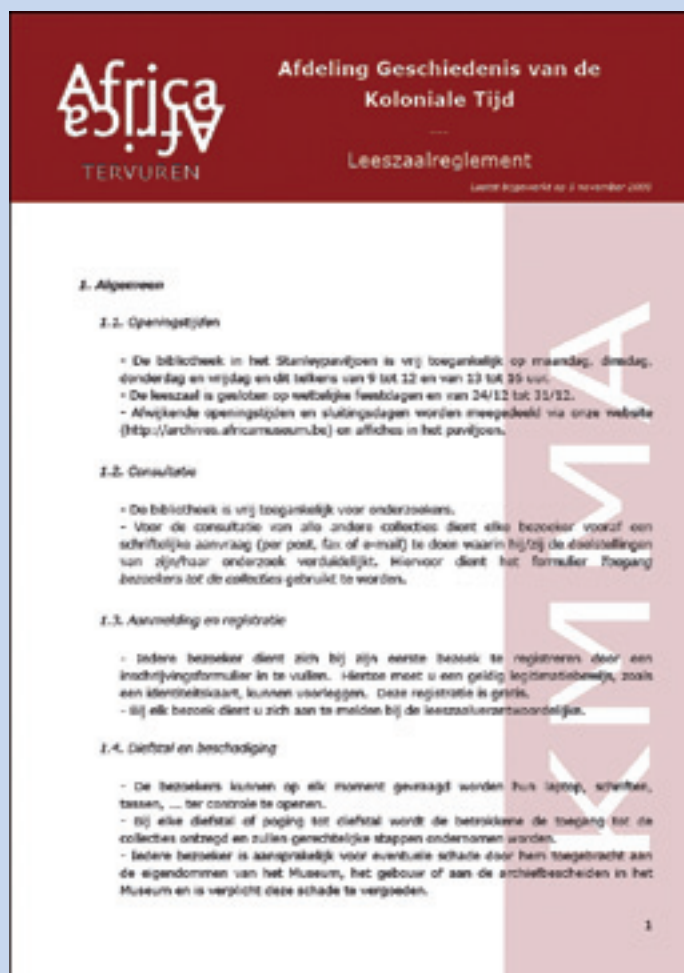 Africa
Africa
TERVUREN
Afdeling Geschiedenis van de
Koloniale Tijd
---
Leeszaalreglement
Laatst bijgewerkt op 3 november 2009
1. Algemeen
1.1. Openingstijden
- De bibliotheek in het Stanleypaviljoen is vrij toegankelijk op maandag, dinsdag,
donderdag en vrijdag en dit telkens van 9 tot 12 en van 13 tot 16 uur.
- De leeszaal is gesloten op wettelijke feestdagen en van 24/12 tot 31/12.
- Afwijkende openingstijden en sluitingsdagen worden meegedeeld via onze website
(http://archives.africamuseum.be) en affiches in het paviljoen.
1.2. Consultatie
- De bibliotheek is vrij toegankelijk voor onderzoekers.
- Voor de consultatie van alle andere collecties dient elke bezoeker vooraf een
schriftelijke aanvraag (per post, fax of e-mail) te doen waarin hij/zij de doelstellingen
van zijn/haar onderzoek verduidelijkt. Hiervoor dient het formulier Toegang
bezoekers tot de collecties gebruikt te worden.
1.3. Aanmelding en registratie
- Iedere bezoeker dient zich bij zijn eerste bezoek te registreren door een
inschrijvingsformulier in te vullen. Hiertoe moet u een geldig legitimatiebewijs, zoals
een identiteitskaart, kunnen voorleggen. Deze registratie is gratis.
- Bij elk bezoek dient u zich aan te melden bij de leeszaalverantwoordelijke.
1.4. Diefstal en beschadiging
- De bezoekers kunnen op elk moment gevraagd worden hun laptop, schriften,
tassen, ... ter controle te openen.
- Bij elke diefstal of poging tot diefstal wordt de betrokkene de toegang tot de
collecties ontzegd en zullen gerechtelijke stappen ondernomen worden.
- Iedere bezoeker is aansprakelijk voor eventuele schade door hem toegebracht aan
de eigendommen van het Museum, het gebouw of aan de archiefbescheiden in het
Museum en is verplicht deze schade te vergoeden.
KMMA
1